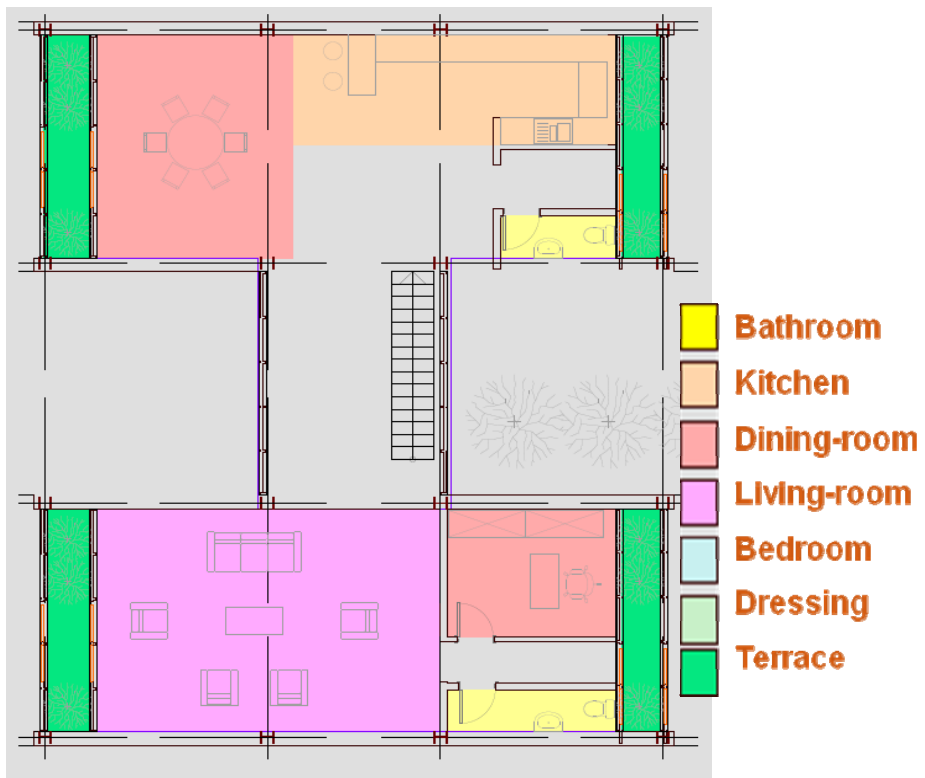 Bathroom
Kitchen
Dining-room
Living-room
Bedroom
Dressing
Terrace